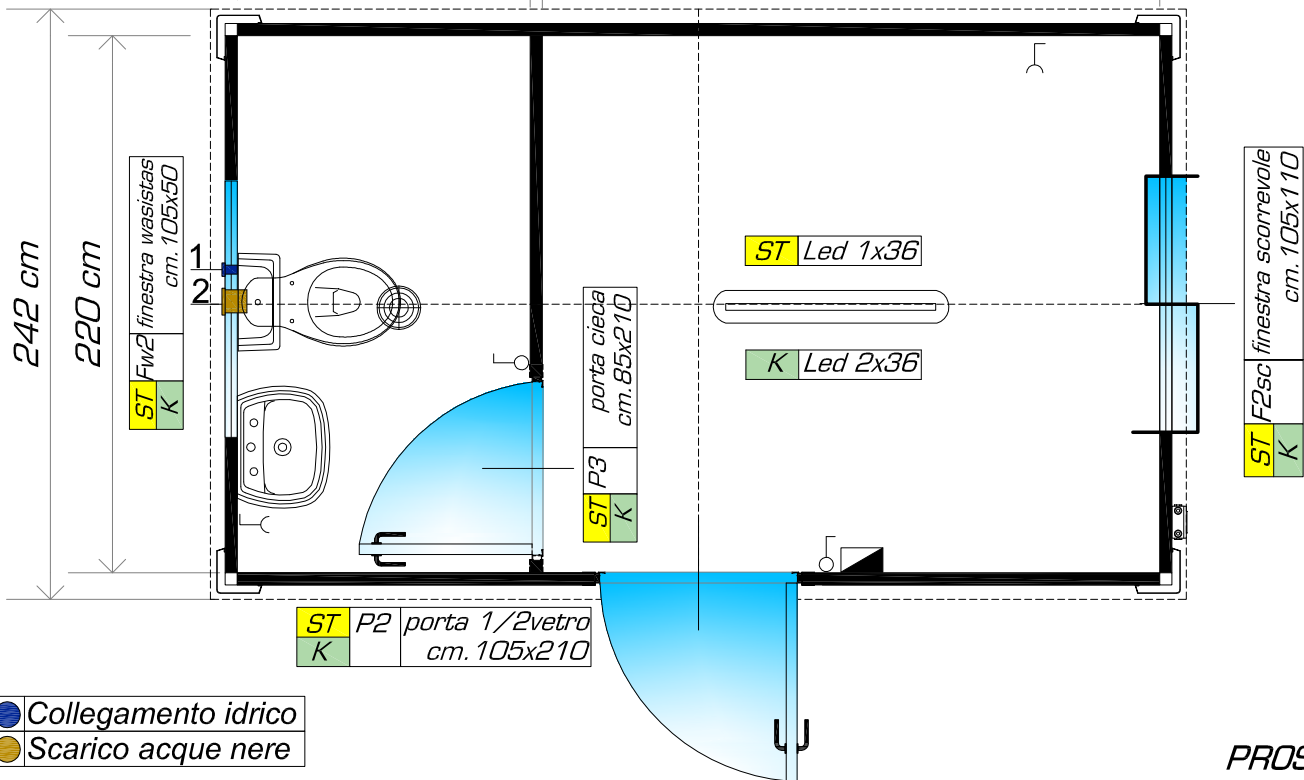 242 cm
220 cm
ST
K
Fw2
finestra wasistas
cm. 105x50
1
2
ST
Led 1x36
K
Led 2x36
ST
K
P3
porta cieca
cm.85x210
ST
K
F2sc
finestra scorrevole
cm. 105x110
ST
K
P2
porta 1/2vetro
cm. 105x210
Collegamento idrico
Scarico acque nere
PROS